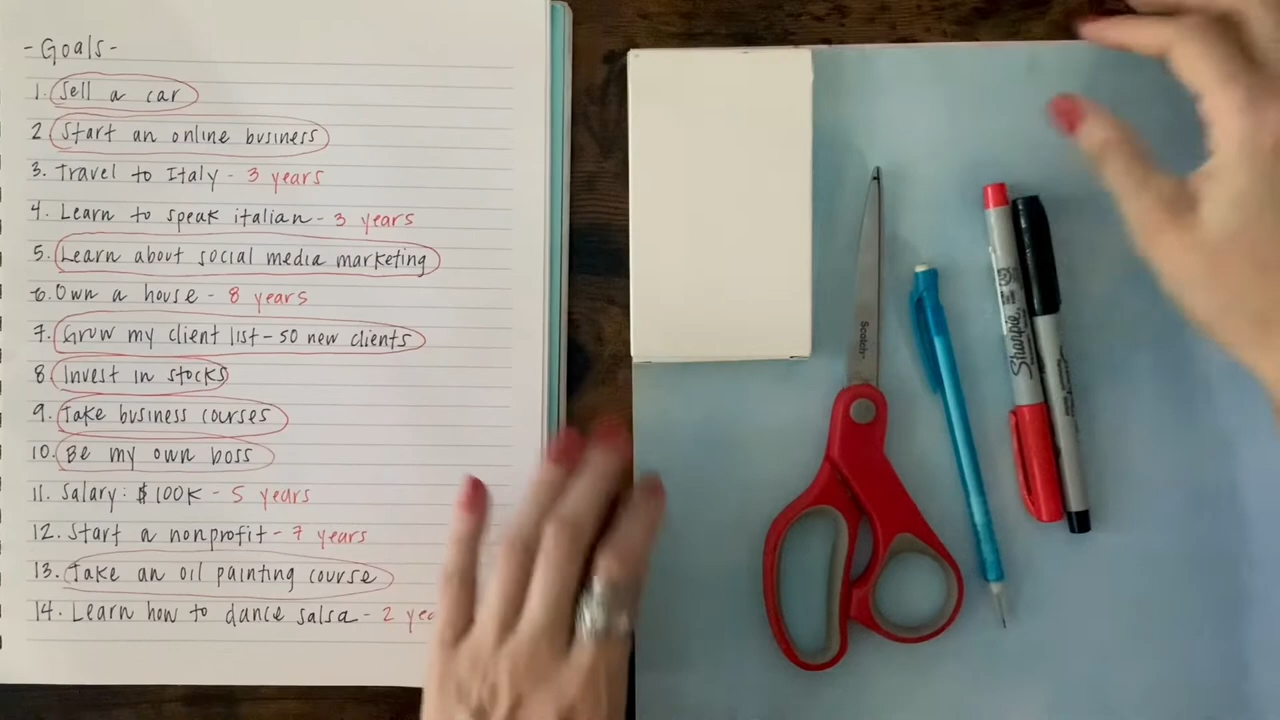 -Goals-
1. Sell a car
2 Start an online business
3. Travel to Italy - 3 years
4. Learn to speak italian - 3 years
5. Learn about social media marketing
6. Own a house - 8 years
7. Grow my client list - 50 new clients
8 Invest in stocks
9. Take business courses
10. Be my own boss
11. Salary: $100K - 5 years
12. Start a nonprofit - 7 years
13. Take an oil painting course
14. Learn how to dance salsa - 2
Scotch
Sharpie